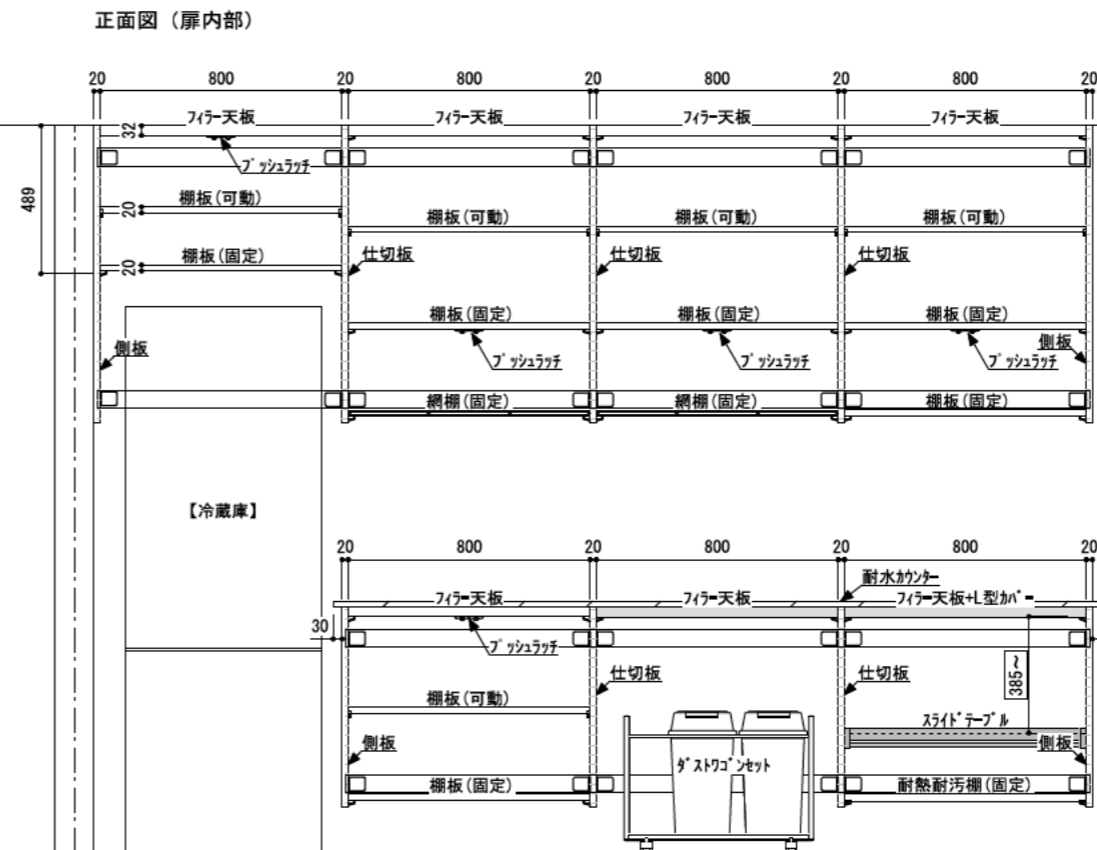 正面図（扉内部）
20 800 20 800 20 800 20 800 20
フィラー天板 フィラー天板 フィラー天板 フィラー天板
32
プッシュラッチ
489
棚板(可動)
20
棚板(可動) 棚板(可動) 棚板(可動)
棚板(固定)
20
仕切板 仕切板 仕切板
棚板(固定) 棚板(固定) 棚板(固定)
側板 側板
プッシュラッチ プッシュラッチ プッシュラッチ
網棚(固定) 網棚(固定) 棚板(固定)
【冷蔵庫】
20 800 20 800 20 800 20
耐水カウンター
フィラー天板 フィラー天板 フィラー天板+L型カバー
30
プッシュラッチ
仕切板 仕切板
385~
棚板(可動)
スライドテーブル
側板 側板
ダストワゴンセット
棚板(固定) 耐熱耐汚棚(固定)